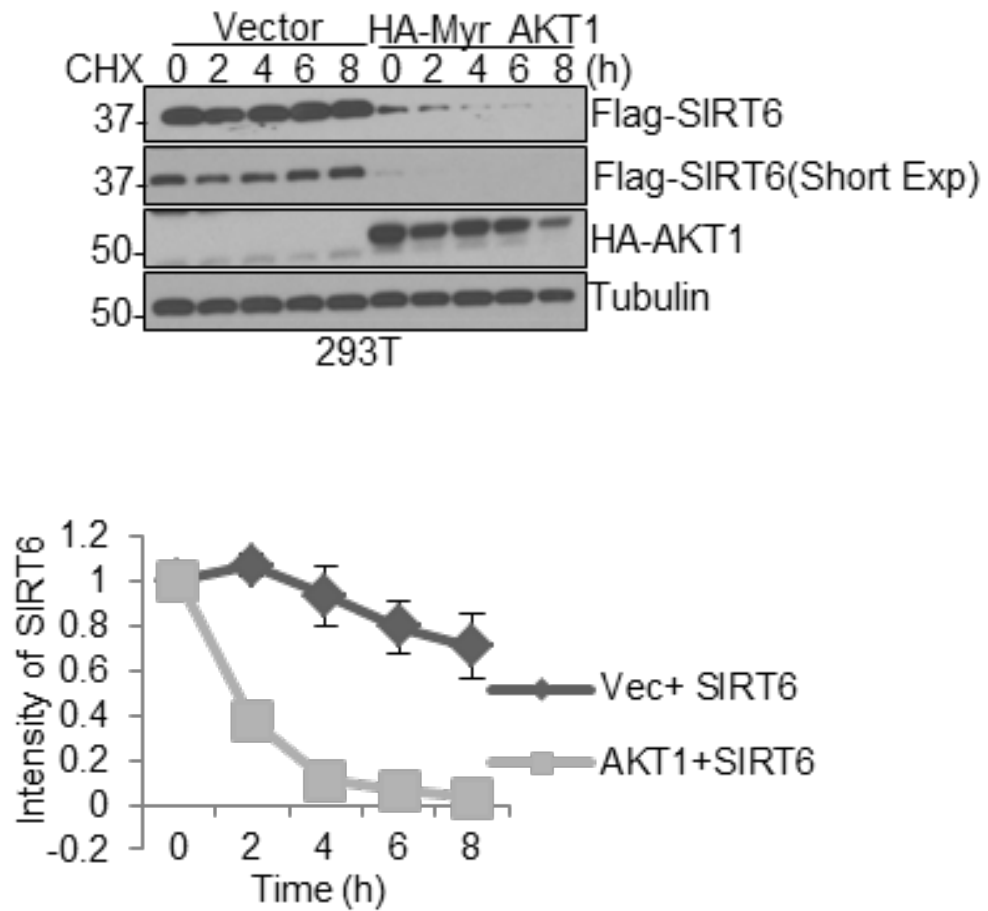 Vector HA-Myr AKT1
CHX 0 2 4 6 8 0 2 4 6 8 (h)
37 Flag-SIRT6
37 Flag-SIRT6(Short Exp)
50 HA-AKT1
50 Tubulin
293T
1.2
1
0.8
0.6
0.4
0.2
0
-0.2
Intensity of SIRT6
0 2 4 6 8
Time (h)
Vec+ SIRT6
AKT1+SIRT6